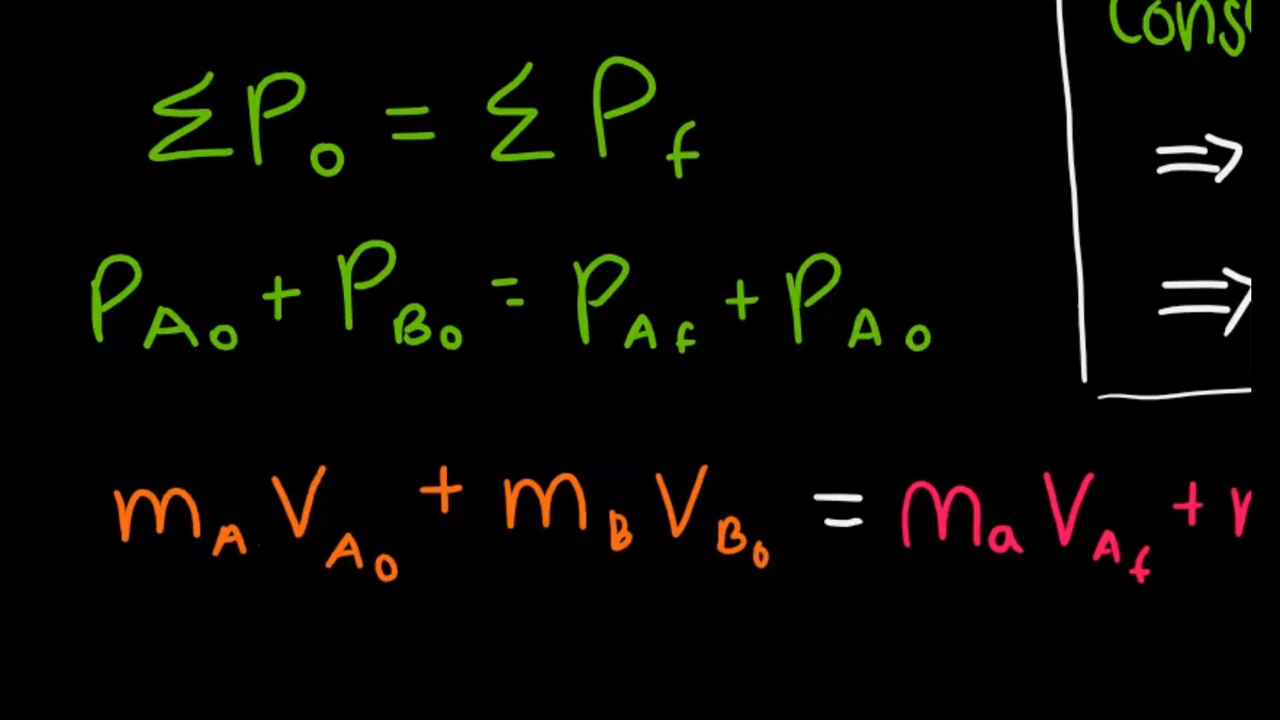 Cons
ΣP₀ = ΣP_f
⇒
P_A₀ + P_B₀ = P_Af + P_A₀
⇒
m_A V_A₀ + m_B V_B₀ = m_a V_Af +